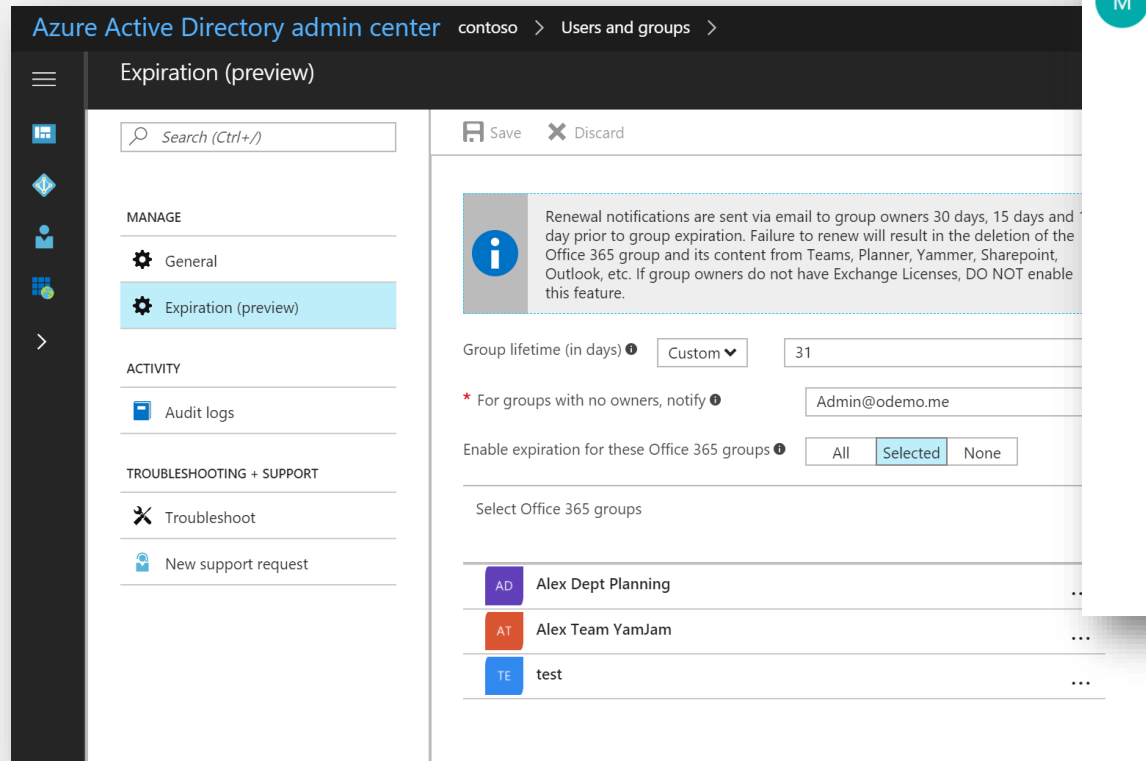 Azure Active Directory admin center contoso > Users and groups >
Expiration (preview)
Search (Ctrl+/)
Save Discard
MANAGE
General
Expiration (preview)
ACTIVITY
Audit logs
TROUBLESHOOTING + SUPPORT
Troubleshoot
New support request
Renewal notifications are sent via email to group owners 30 days, 15 days and
day prior to group expiration. Failure to renew will result in the deletion of the
Office 365 group and its content from Teams, Planner, Yammer, Sharepoint,
Outlook, etc. If group owners do not have Exchange Licenses, DO NOT enable
this feature.
Group lifetime (in days) Custom 31
* For groups with no owners, notify Admin@odemo.me
Enable expiration for these Office 365 groups All Selected None
Select Office 365 groups
AD Alex Dept Planning ...
AT Alex Team YamJam ...
TE test ...
M